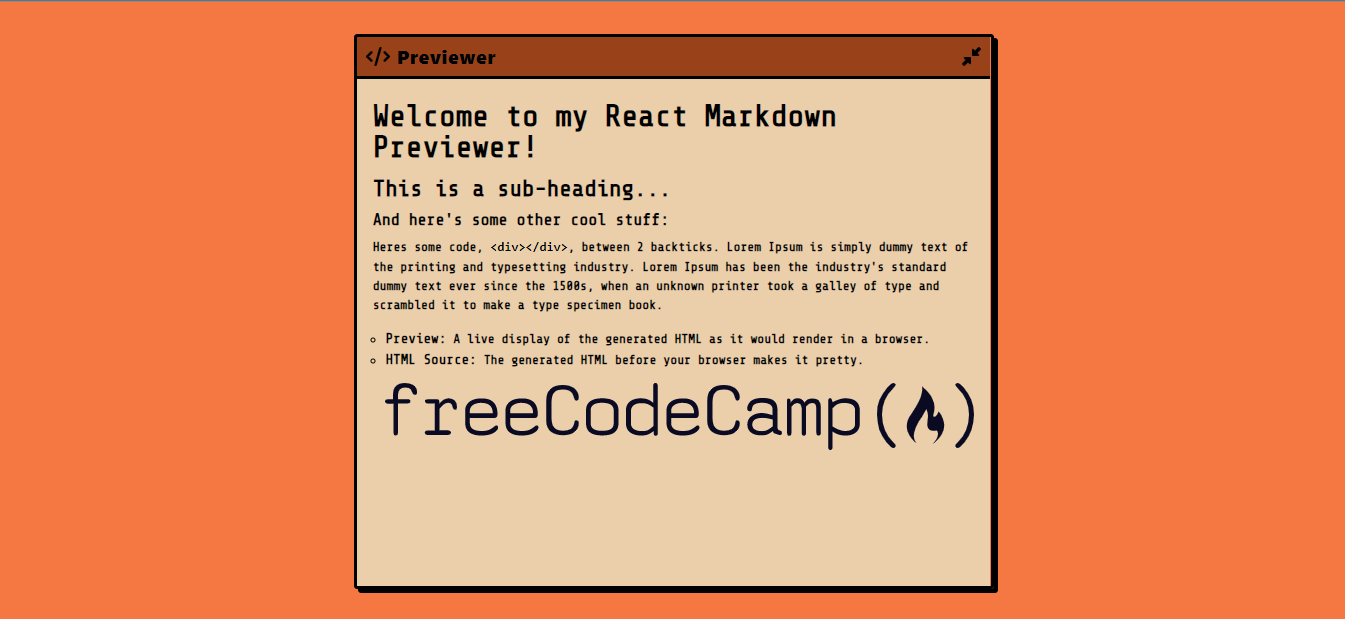 </> Previewer
Welcome to my React Markdown
Previewer!
This is a sub-heading...
And here's some other cool stuff:
Heres some code, <div></div>, between 2 backticks. Lorem Ipsum is simply dummy text of
the printing and typesetting industry. Lorem Ipsum has been the industry's standard
dummy text ever since the 1500s, when an unknown printer took a galley of type and
scrambled it to make a type specimen book.
Preview: A live display of the generated HTML as it would render in a browser.
HTML Source: The generated HTML before your browser makes it pretty.
freeCodeCamp